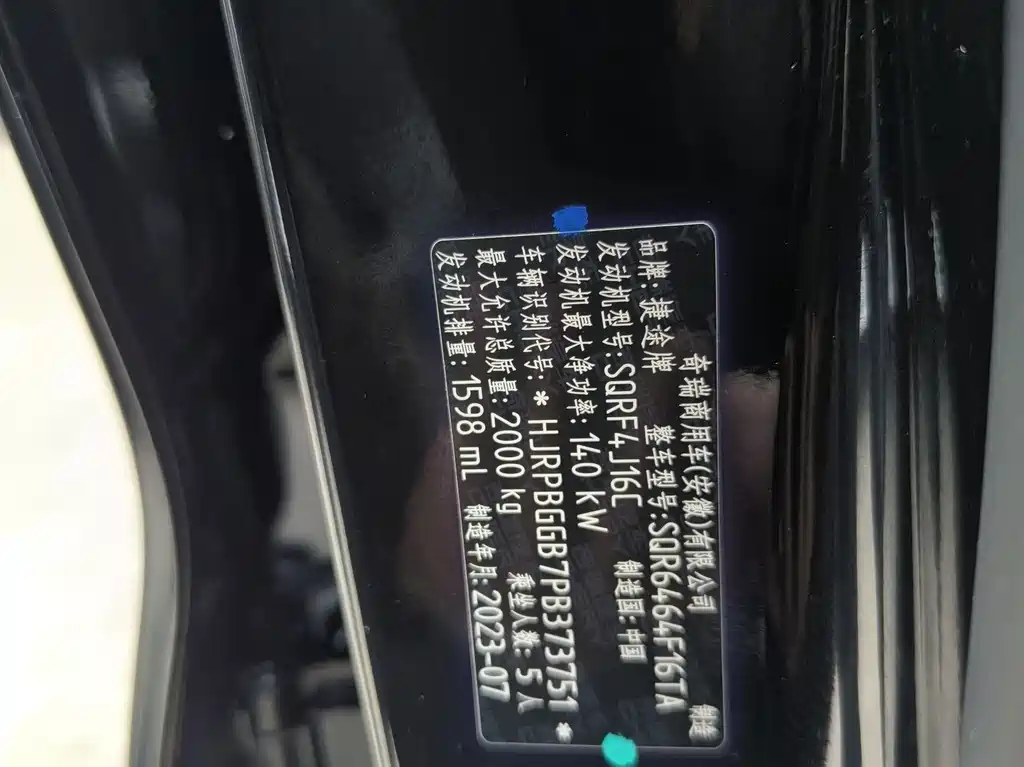 奇瑞商用车(安徽)有限公司 制造
品牌: 捷途牌 整车型号:SQR6464F16TA
发动机型号:SQRF4J16C 制造国:中国
发动机最大净功率: 140 kW
车辆识别代号: * HJRPBGGB7PB373751 *
最大允许总质量: 2000 kg 乘坐人数: 5 人
发动机排量: 1598 mL 制造年月: 2023-07